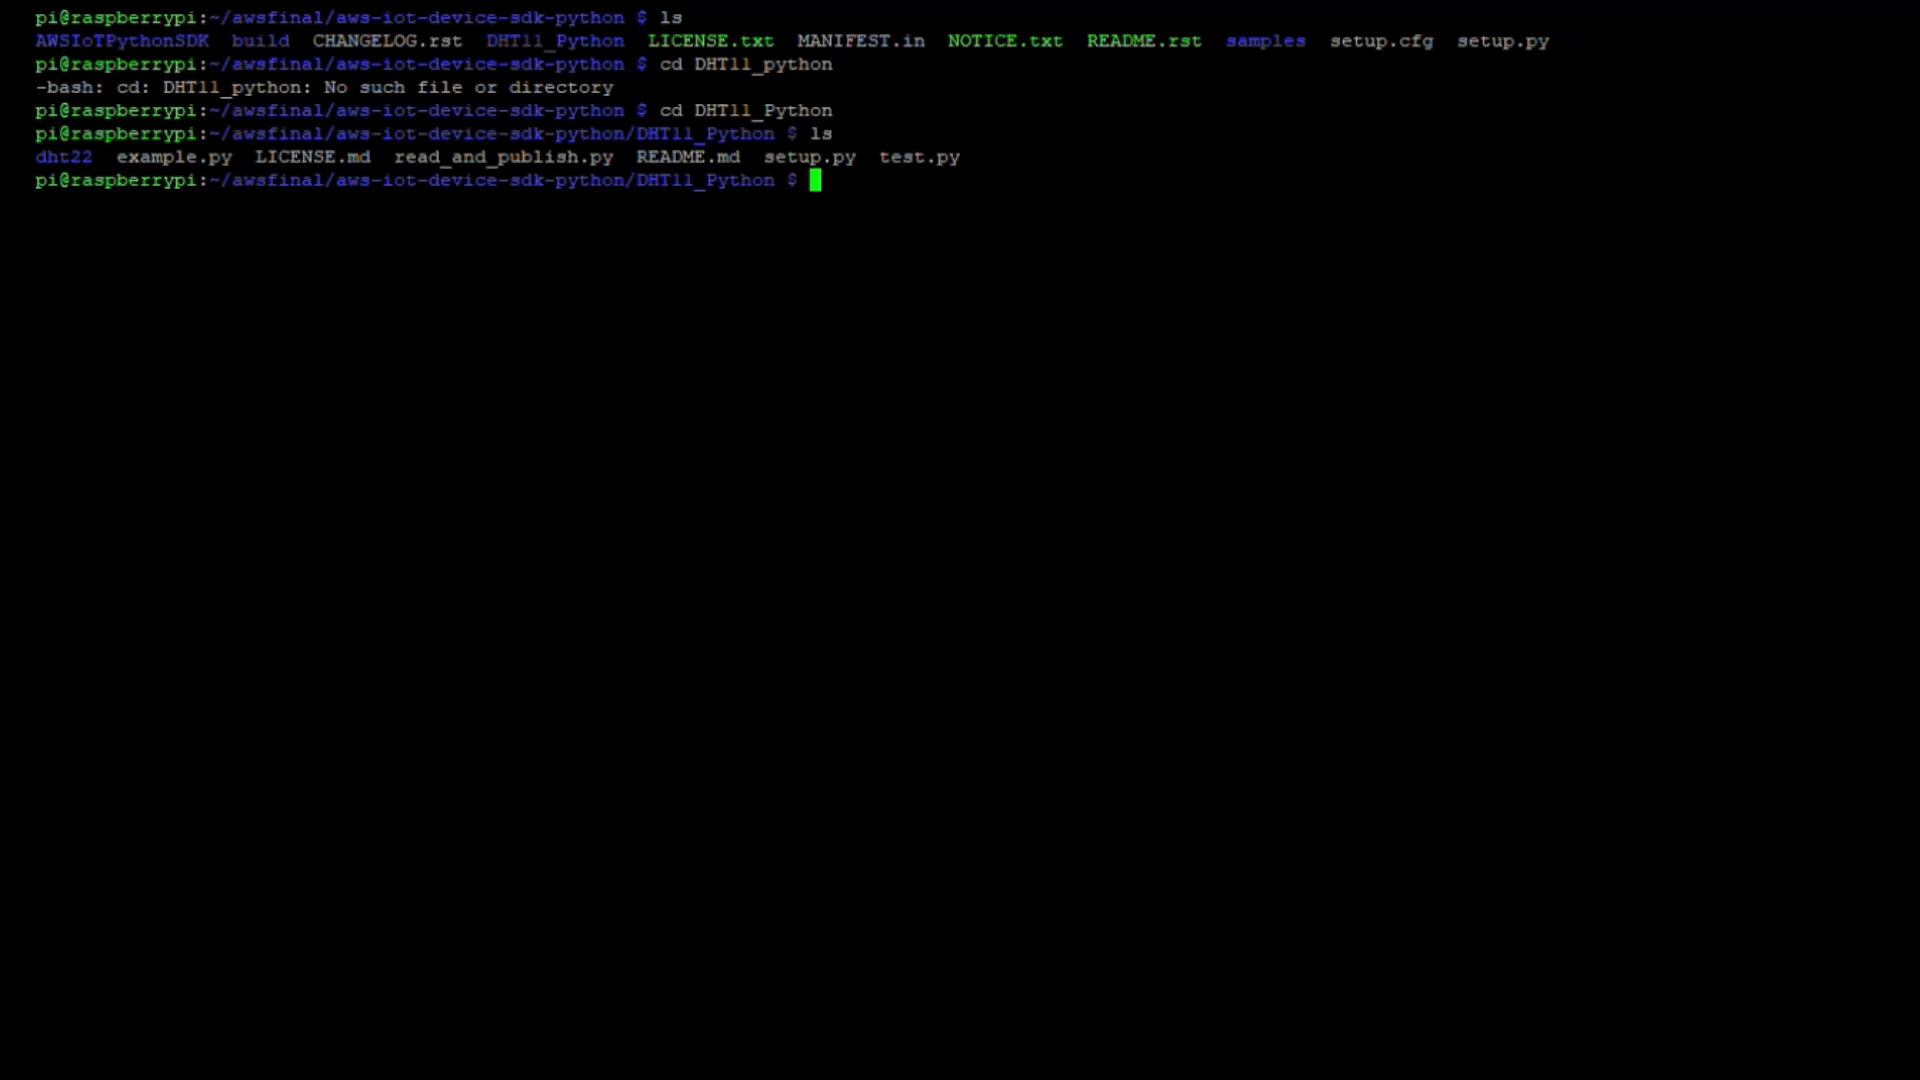 pi@raspberrypi:~/awsfinal/aws-iot-device-sdk-python $ ls
AWSIoTPythonSDK  build  CHANGELOG.rst  DHT11_Python  LICENSE.txt  MANIFEST.in  NOTICE.txt  README.rst  samples  setup.cfg  setup.py
pi@raspberrypi:~/awsfinal/aws-iot-device-sdk-python $ cd DHT11_python
-bash: cd: DHT11_python: No such file or directory
pi@raspberrypi:~/awsfinal/aws-iot-device-sdk-python $ cd DHT11_Python
pi@raspberrypi:~/awsfinal/aws-iot-device-sdk-python/DHT11_Python $ ls
dht22  example.py  LICENSE.md  read_and_publish.py  README.md  setup.py  test.py
pi@raspberrypi:~/awsfinal/aws-iot-device-sdk-python/DHT11_Python $